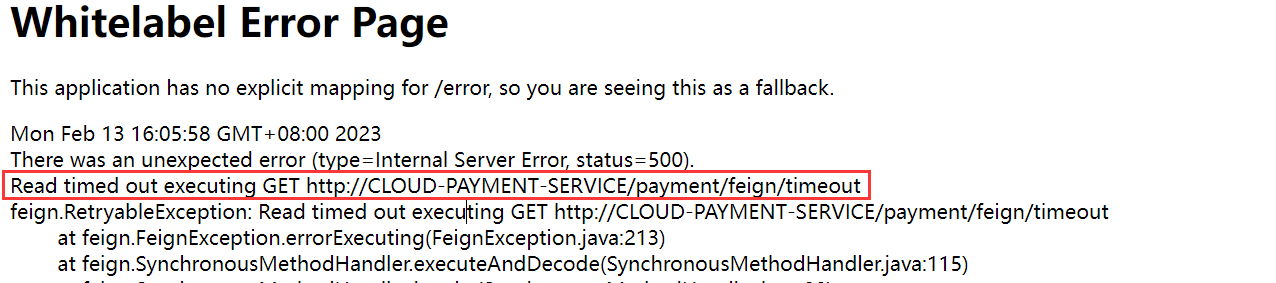 Whitelabel Error Page
This application has no explicit mapping for /error, so you are seeing this as a fallback.
Mon Feb 13 16:05:58 GMT+08:00 2023
There was an unexpected error (type=Internal Server Error, status=500).
Read timed out executing GET http://CLOUD-PAYMENT-SERVICE/payment/feign/timeout
feign.RetryableException: Read timed out executing GET http://CLOUD-PAYMENT-SERVICE/payment/feign/timeout
at feign.FeignException.errorExecuting(FeignException.java:213)
at feign.SynchronousMethodHandler.executeAndDecode(SynchronousMethodHandler.java:115)